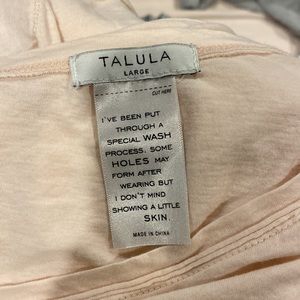 TALULA
LARGE
CUT HERE
I'VE BEEN PUT
THROUGH A
SPECIAL WASH
PROCESS. SOME
HOLES MAY
FORM AFTER
WEARING BUT
I DON'T MIND
SHOWING A LITTLE
SKIN.
MADE IN CHINA